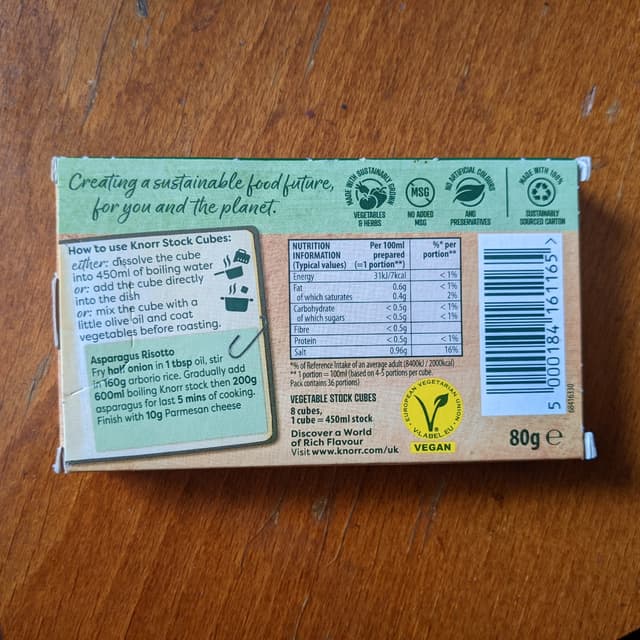 Creating a sustainable food future,
for you and the planet.
MADE WITH SUSTAINABLY GROWN
VEGETABLES
& HERBS
MSG
NO ADDED
MSG
NO ARTIFICIAL COLOURS
AND
PRESERVATIVES
MADE WITH 100%
SUSTAINABLY
SOURCED CARTON
How to use Knorr Stock Cubes:
either: dissolve the cube
into 450ml of boiling water
or: add the cube directly
into the dish
or: mix the cube with a
little olive oil and coat
vegetables before roasting.
Asparagus Risotto
Fry half onion in 1 tbsp oil, stir
in 160g arborio rice. Gradually add
600ml boiling Knorr stock then 200g
asparagus for last 5 mins of cooking.
Finish with 10g Parmesan cheese
NUTRITION Per 100ml %* per
INFORMATION prepared portion**
(Typical values) (=1 portion**)
Energy 31kJ/7kcal < 1%
Fat 0.6g < 1%
of which saturates 0.4g 2%
Carbohydrate < 0.5g < 1%
of which sugars < 0.5g < 1%
Fibre < 0.5g
Protein < 0.5g < 1%
Salt 0.96g 16%
*% of Reference Intake of an average adult (8400kJ / 2000kcal)
** 1 portion = 100ml (based on 4-5 portions per cube.
Pack contains 36 portions)
VEGETABLE STOCK CUBES
8 cubes,
1 cube = 450ml stock
Discover a World
of Rich Flavour
Visit www.knorr.com/uk
EUROPEAN VEGETARIAN UNION
V-LABEL.EU
VEGAN
5 000184 161165 >
68416130
80g e